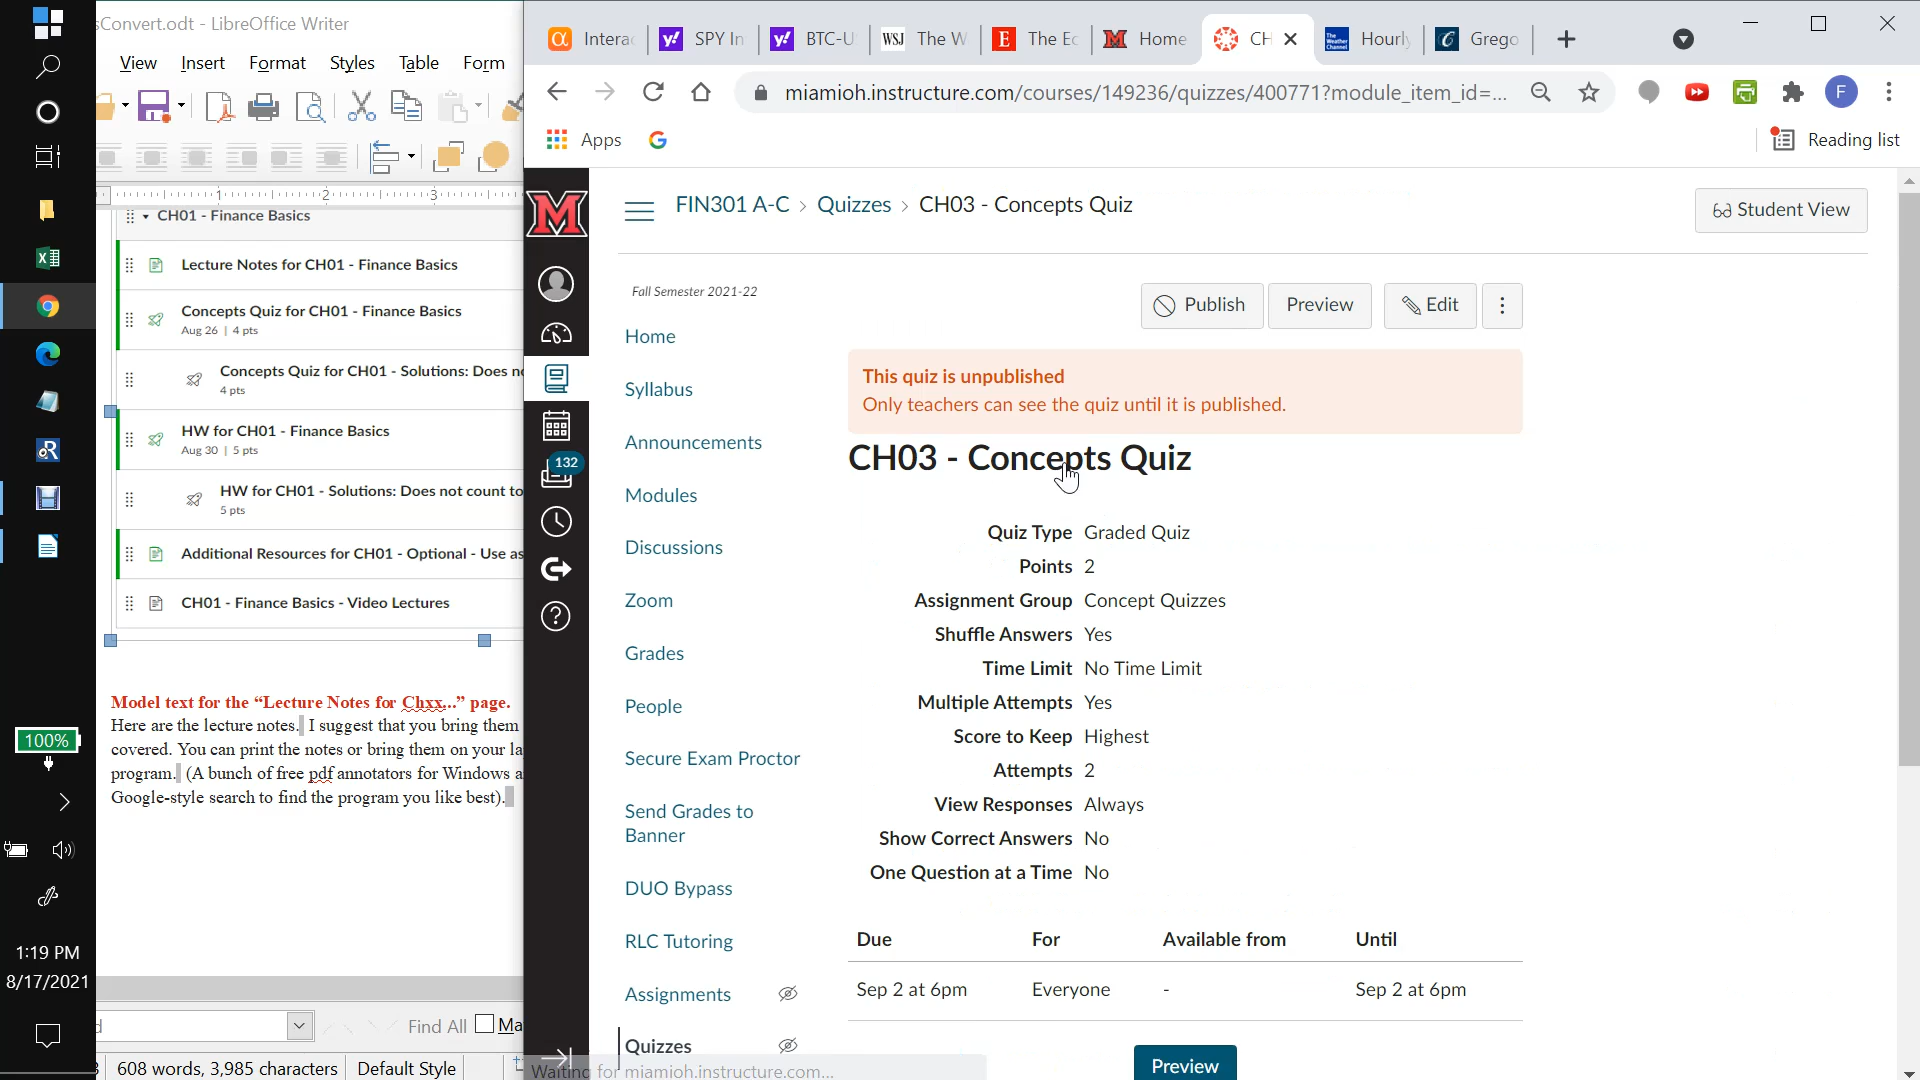 sConvert.odt - LibreOffice Writer
View Insert Format Styles Table Form
1 2 3
CH01 - Finance Basics
Lecture Notes for CH01 - Finance Basics
Concepts Quiz for CH01 - Finance Basics
Aug 26 | 4 pts
Concepts Quiz for CH01 - Solutions: Does
4 pts
HW for CH01 - Finance Basics
Aug 30 | 5 pts
HW for CH01 - Solutions: Does not count to
5 pts
Additional Resources for CH01 - Optional - Use as
CH01 - Finance Basics - Video Lectures
Model text for the “Lecture Notes for Chxx...” page.
Here are the lecture notes. I suggest that you bring them
covered. You can print the notes or bring them on your
program. (A bunch of free pdf annotators for Windows
Google-style search to find the program you like best).
Find All
608 words, 3,985 characters Default Style
100%
1:19 PM
8/17/2021
Intera SPY In BTC-U WSJ The W The Ec Home CH Hourly Grego
miamioh.instructure.com/courses/149236/quizzes/400771?module_item_id=...
F
Apps
Reading list
FIN301 A-C > Quizzes > CH03 - Concepts Quiz
Student View
132
Fall Semester 2021-22
Home
Syllabus
Announcements
Modules
Discussions
Zoom
Grades
People
Secure Exam Proctor
Send Grades to
Banner
DUO Bypass
RLC Tutoring
Assignments
Quizzes
Publish Preview Edit
This quiz is unpublished
Only teachers can see the quiz until it is published.
CH03 - Concepts Quiz
Quiz Type Graded Quiz
Points 2
Assignment Group Concept Quizzes
Shuffle Answers Yes
Time Limit No Time Limit
Multiple Attempts Yes
Score to Keep Highest
Attempts 2
View Responses Always
Show Correct Answers No
One Question at a Time No
Due For Available from Until
Sep 2 at 6pm Everyone - Sep 2 at 6pm
Preview
Waiting for miamioh.instructure.com...